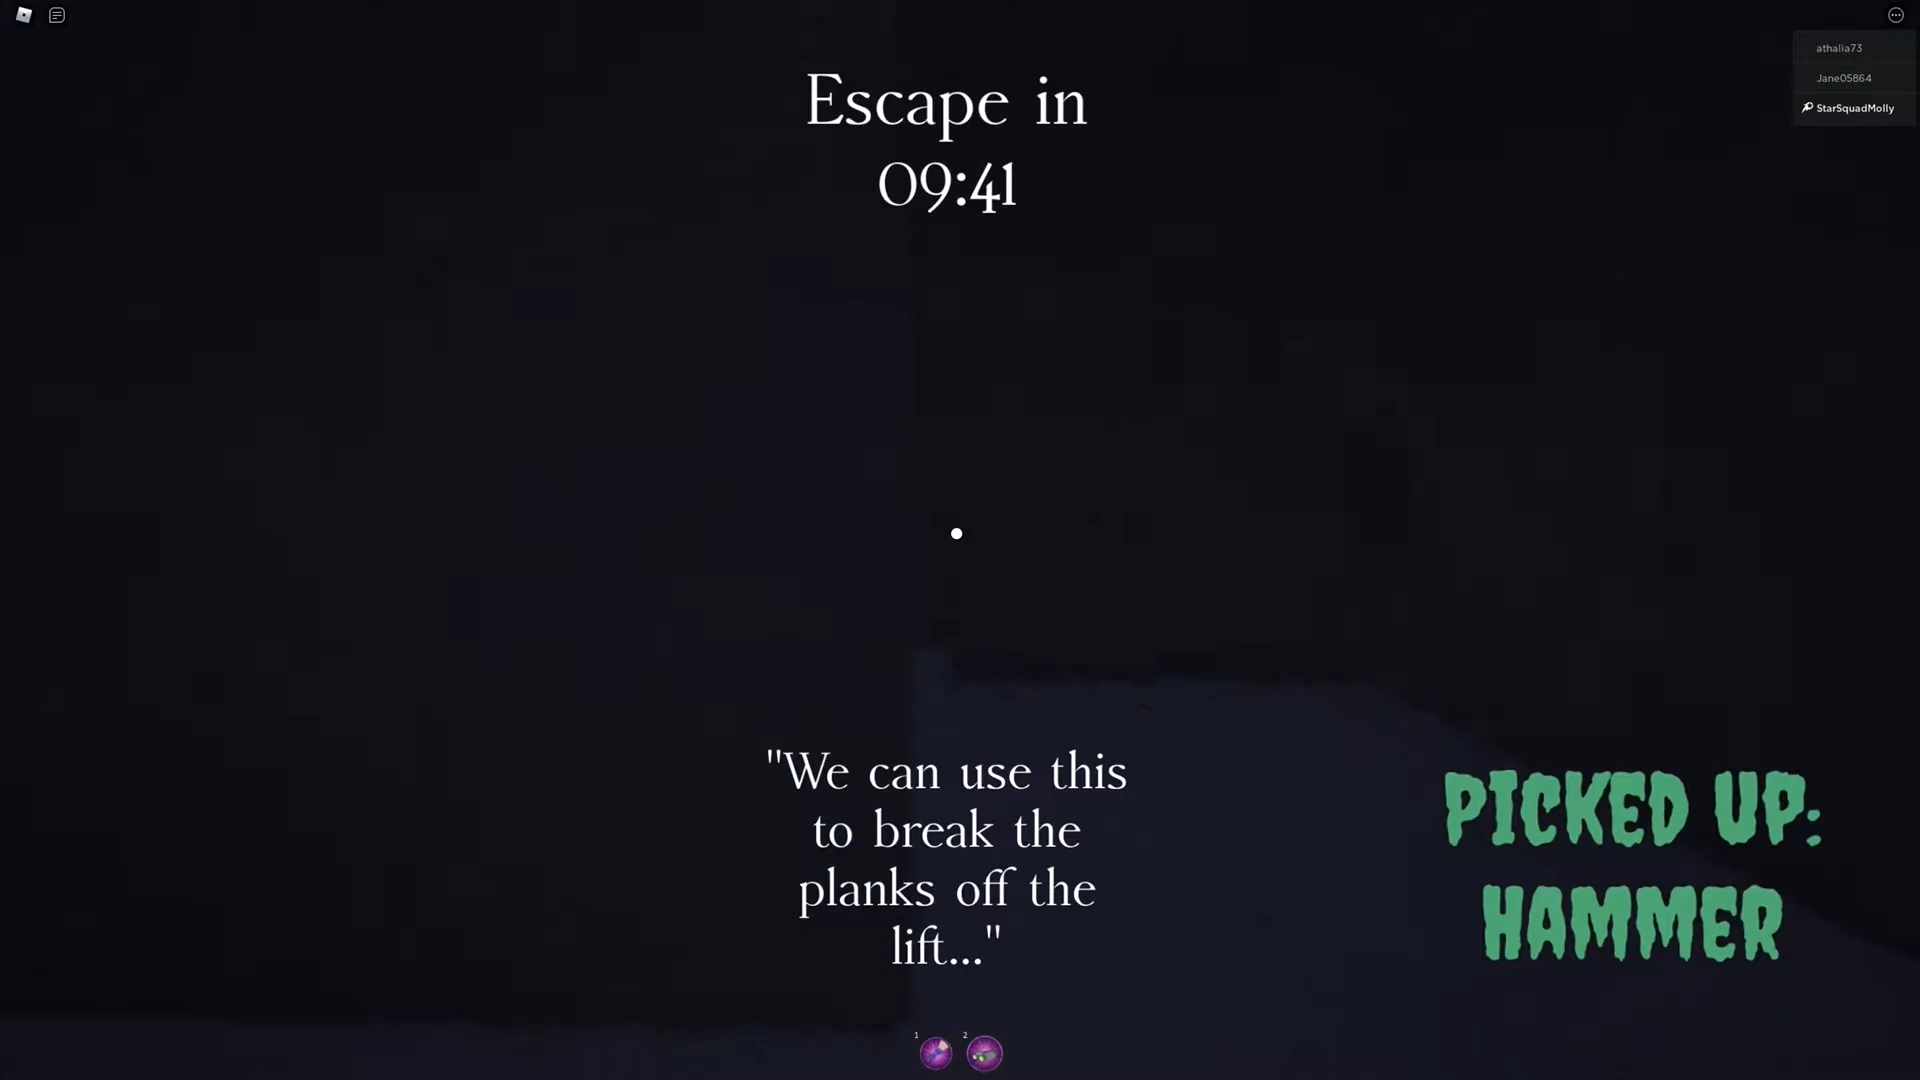 athalia73
Jane05864
StarSquadMolly
Escape in
09:41
"We can use this
to break the
planks off the
lift..."
PICKED UP:
HAMMER
1
2